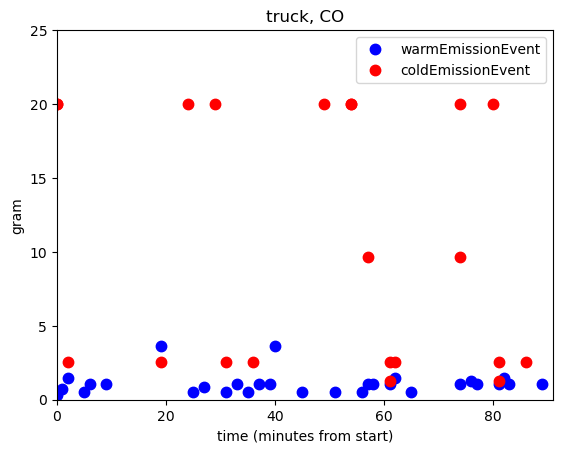 truck, CO
25
20
15
10
5
0
gram
warmEmissionEvent
coldEmissionEvent
0
20
40
60
80
time (minutes from start)